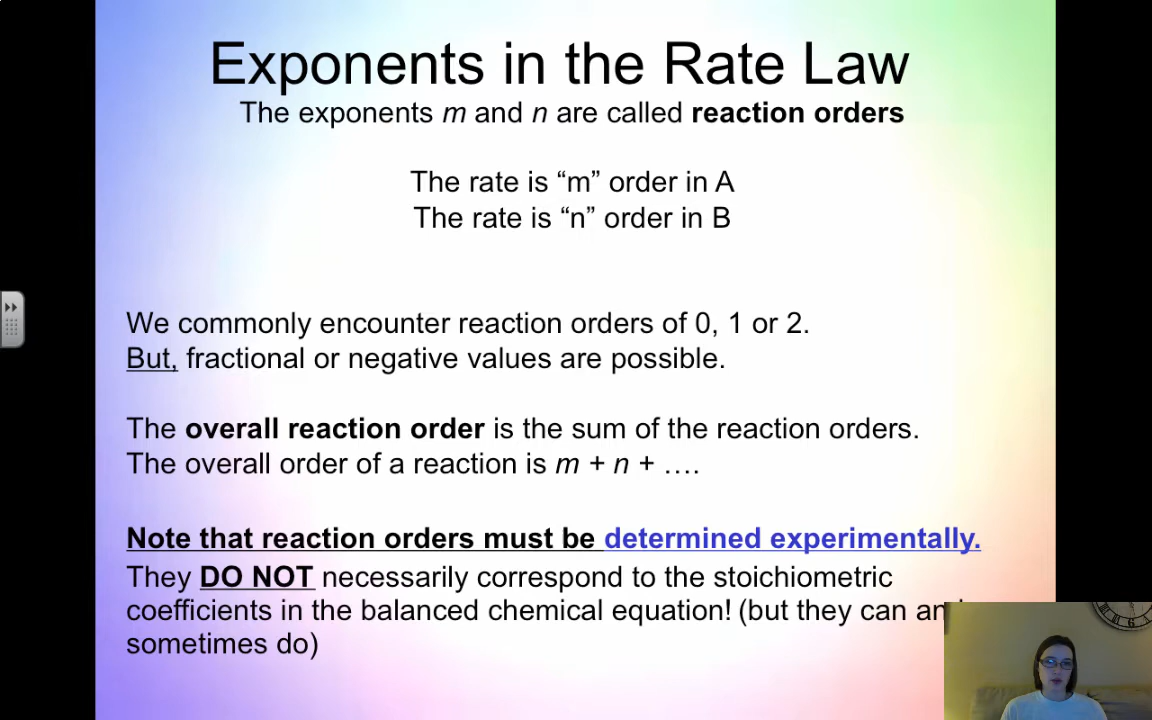 Exponents in the Rate Law
The exponents m and n are called reaction orders
The rate is “m” order in A
The rate is “n” order in B
We commonly encounter reaction orders of 0, 1 or 2.
But, fractional or negative values are possible.
The overall reaction order is the sum of the reaction orders.
The overall order of a reaction is m + n + ….
Note that reaction orders must be determined experimentally.
They DO NOT necessarily correspond to the stoichiometric
coefficients in the balanced chemical equation! (but they can
sometimes do)